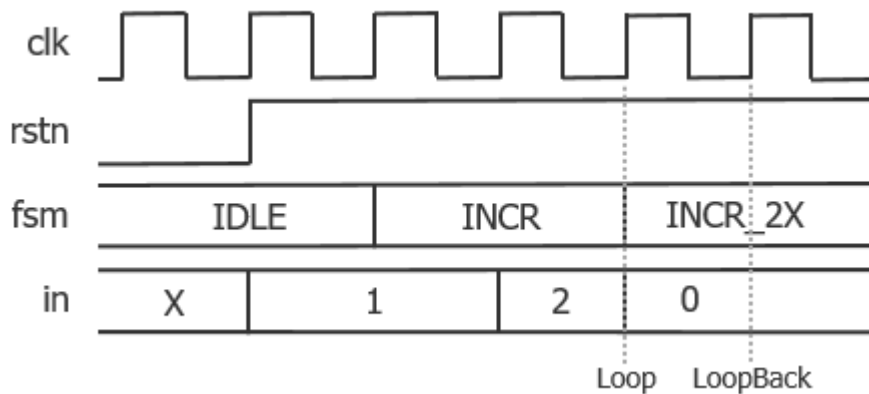 clk
rstn
fsm IDLE INCR INCR_2X
in X 1 2 0
Loop LoopBack